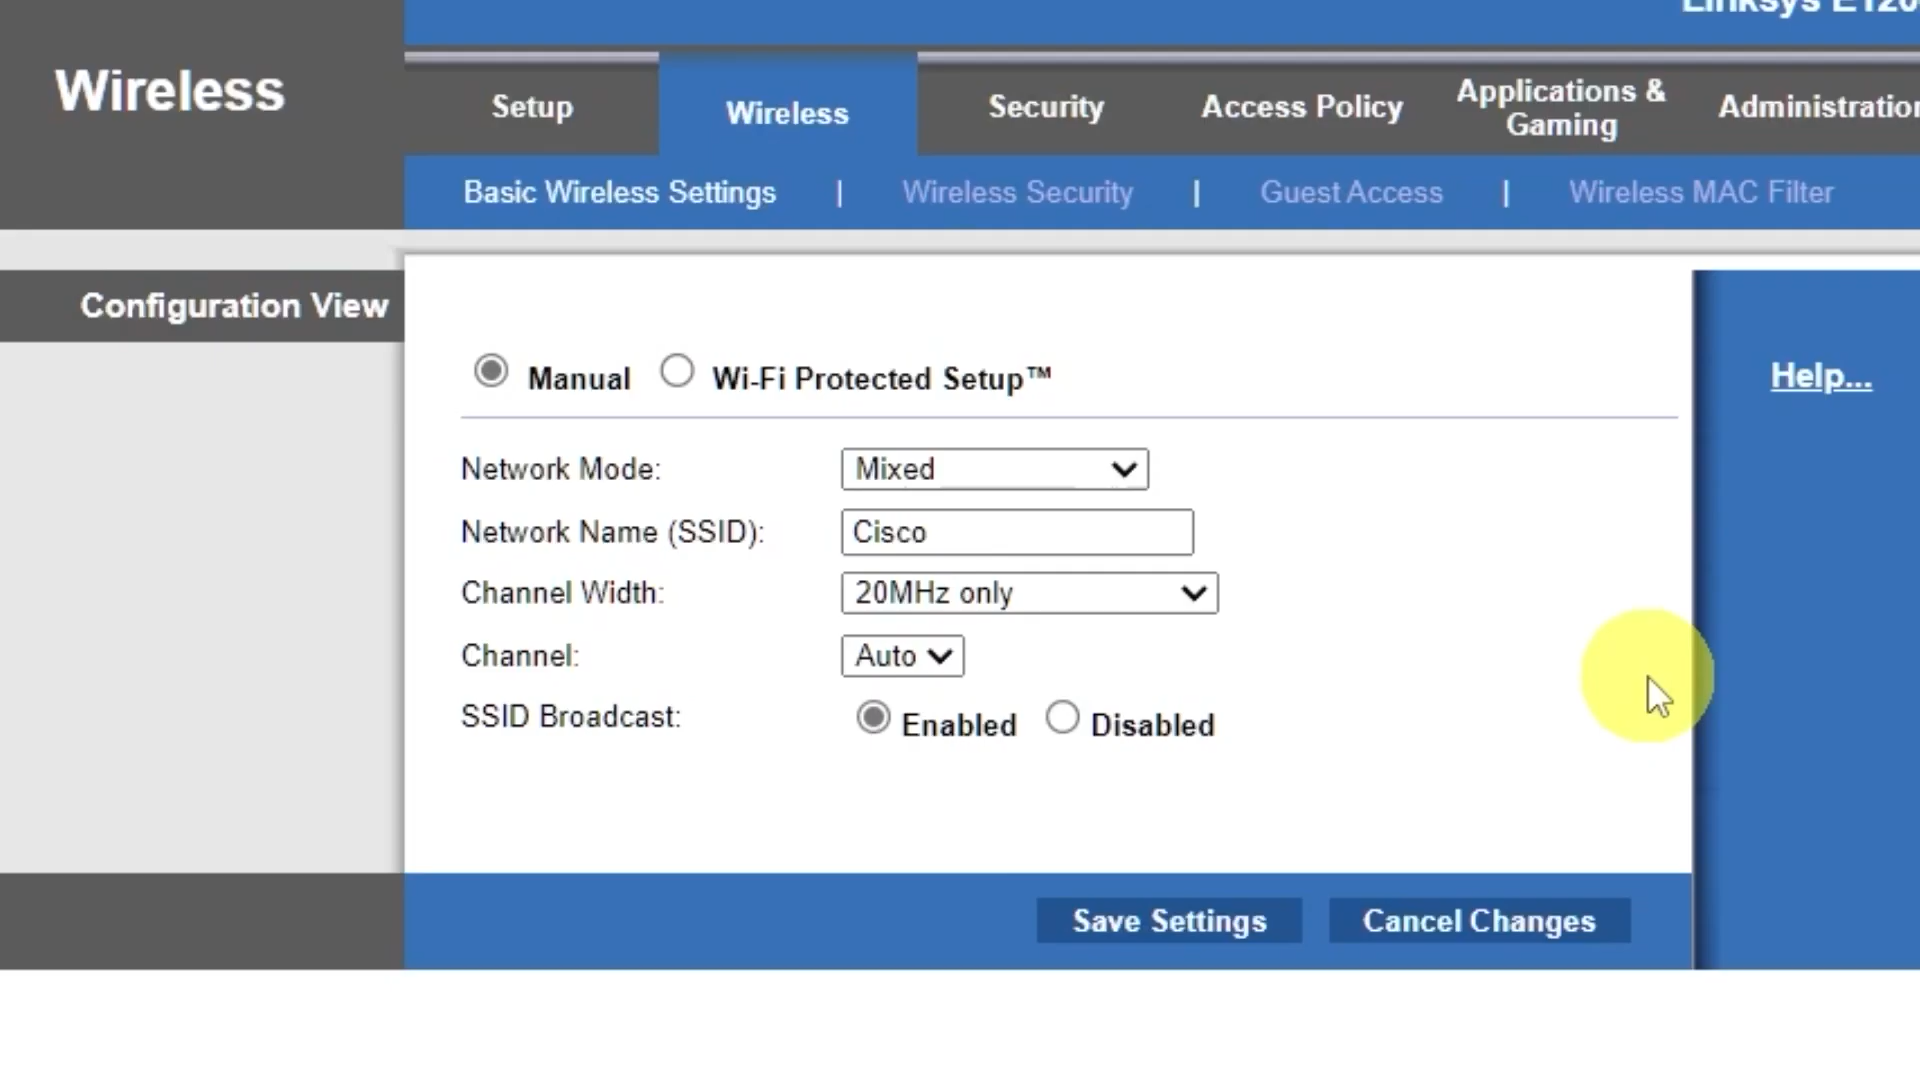 Wireless
Setup
Wireless
Security
Access Policy
Applications &
Gaming
Basic Wireless Settings | Wireless Security | Guest Access | Wireless MAC Filter
Configuration View
Manual Wi-Fi Protected Setup™
Help...
Network Mode: Mixed
Network Name (SSID): Cisco
Channel Width: 20MHz only
Channel: Auto
SSID Broadcast: Enabled Disabled
Save Settings Cancel Changes